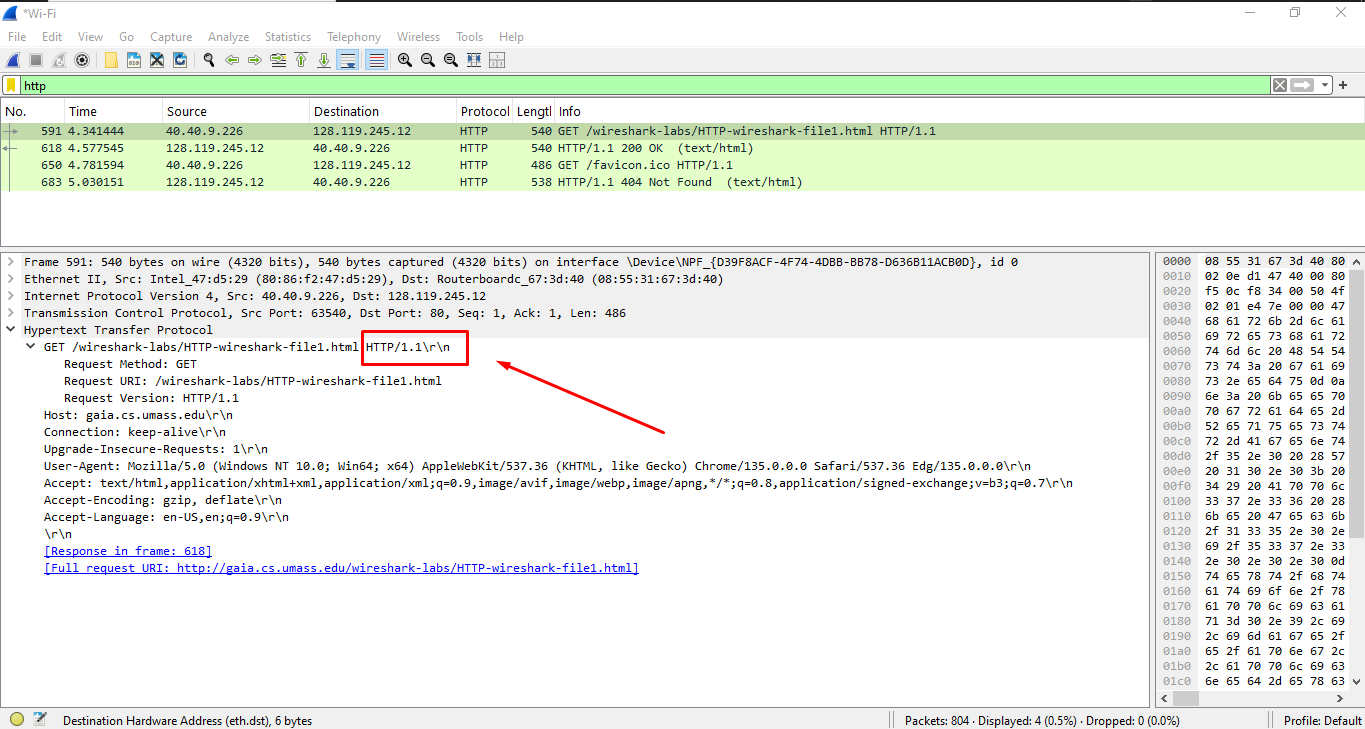 *Wi-Fi
File Edit View Go Capture Analyze Statistics Telephony Wireless Tools Help
http
No. Time Source Destination Protocol Lengtl Info
591 4.341444 40.40.9.226 128.119.245.12 HTTP 540 GET /wireshark-labs/HTTP-wireshark-file1.html HTTP/1.1
618 4.577545 128.119.245.12 40.40.9.226 HTTP 540 HTTP/1.1 200 OK (text/html)
650 4.781594 40.40.9.226 128.119.245.12 HTTP 486 GET /favicon.ico HTTP/1.1
683 5.030151 128.119.245.12 40.40.9.226 HTTP 538 HTTP/1.1 404 Not Found (text/html)
Frame 591: 540 bytes on wire (4320 bits), 540 bytes captured (4320 bits) on interface \Device\NPF_{D39F8ACF-4F74-4DBB-BB78-D636B11ACB0D}, id 0
Ethernet II, Src: Intel_47:d5:29 (80:86:f2:47:d5:29), Dst: Routerboardc_67:3d:40 (08:55:31:67:3d:40)
Internet Protocol Version 4, Src: 40.40.9.226, Dst: 128.119.245.12
Transmission Control Protocol, Src Port: 63540, Dst Port: 80, Seq: 1, Ack: 1, Len: 486
Hypertext Transfer Protocol
GET /wireshark-labs/HTTP-wireshark-file1.html HTTP/1.1\r\n
Request Method: GET
Request URI: /wireshark-labs/HTTP-wireshark-file1.html
Request Version: HTTP/1.1
Host: gaia.cs.umass.edu\r\n
Connection: keep-alive\r\n
Upgrade-Insecure-Requests: 1\r\n
User-Agent: Mozilla/5.0 (Windows NT 10.0; Win64; x64) AppleWebKit/537.36 (KHTML, like Gecko) Chrome/135.0.0.0 Safari/537.36 Edg/135.0.0.0\r\n
Accept: text/html,application/xhtml+xml,application/xml;q=0.9,image/avif,image/webp,image/apng,*/*;q=0.8,application/signed-exchange;v=b3;q=0.7\r\n
Accept-Encoding: gzip, deflate\r\n
Accept-Language: en-US,en;q=0.9\r\n
\r\n
[Response in frame: 618]
[Full request URI: http://gaia.cs.umass.edu/wireshark-labs/HTTP-wireshark-file1.html]
0000 08 55 31 67 3d 40 80
0010 02 0e d1 47 40 00 80
0020 f5 0c f8 34 00 50 4f
0030 02 01 e4 7e 00 00 47
0040 68 61 72 6b 2d 6c 61
0050 69 72 65 73 68 61 72
0060 74 6d 6c 20 48 54 54
0070 73 74 3a 20 67 61 69
0080 73 2e 65 64 75 0d 0a
0090 6e 3a 20 6b 65 65 70
00a0 70 67 72 61 64 65 2d
00b0 52 65 71 75 65 73 74
00c0 72 2d 41 67 65 6e 74
00d0 2f 35 2e 30 20 28 57
00e0 20 31 30 2e 30 3b 20
00f0 34 29 20 41 70 70 6c
0100 33 37 2e 33 36 20 28
0110 6b 65 20 47 65 63 6b
0120 2f 31 33 35 2e 30 2e
0130 69 2f 35 33 37 2e 33
0140 2e 30 2e 30 2e 30 0d
0150 74 65 78 74 2f 68 74
0160 61 74 69 6f 6e 2f 78
0170 61 70 70 6c 69 63 61
0180 71 3d 30 2e 39 2c 69
0190 2c 69 6d 61 67 65 2f
01a0 65 2f 61 70 6e 67 2c
01b0 2c 61 70 70 6c 69 63
01c0 6e 65 64 2d 65 78 63
Destination Hardware Address (eth.dst), 6 bytes
Packets: 804 · Displayed: 4 (0.5%) · Dropped: 0 (0.0%)
Profile: Default